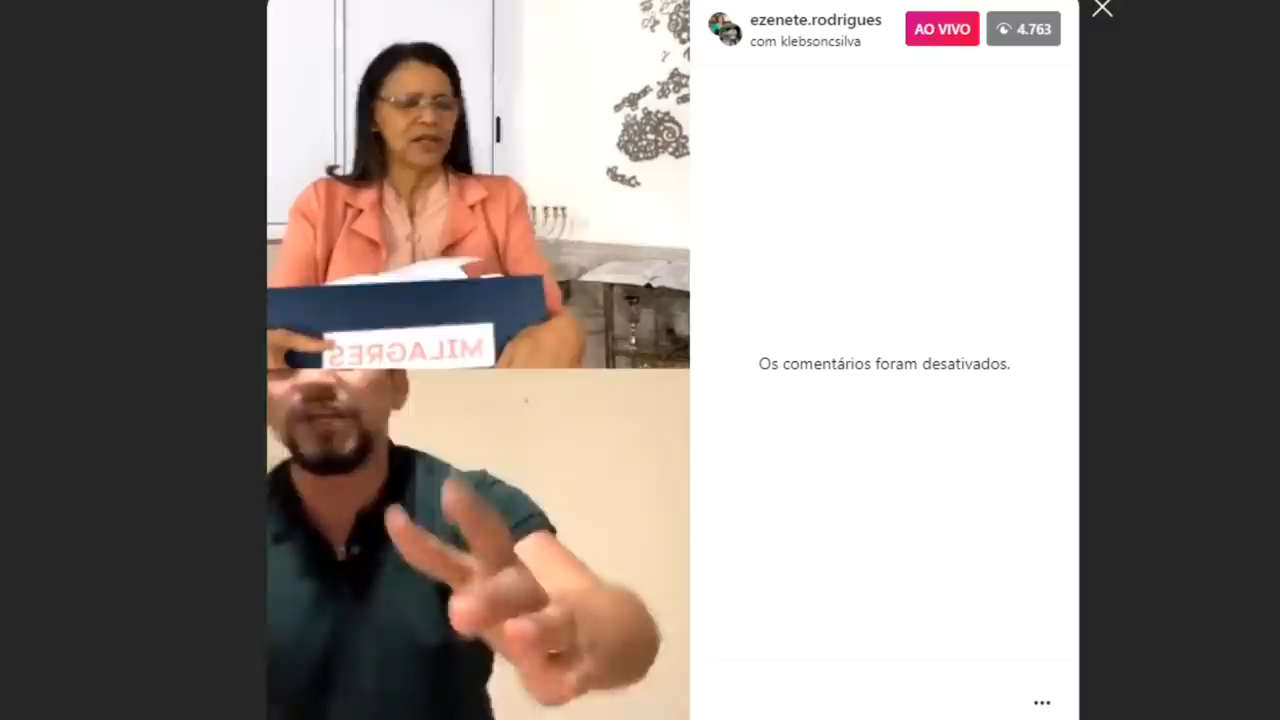 ezenete.rodrigues
com klebsoncsilva
AO VIVO
4.763
MILAGRES
Os comentários foram desativados.